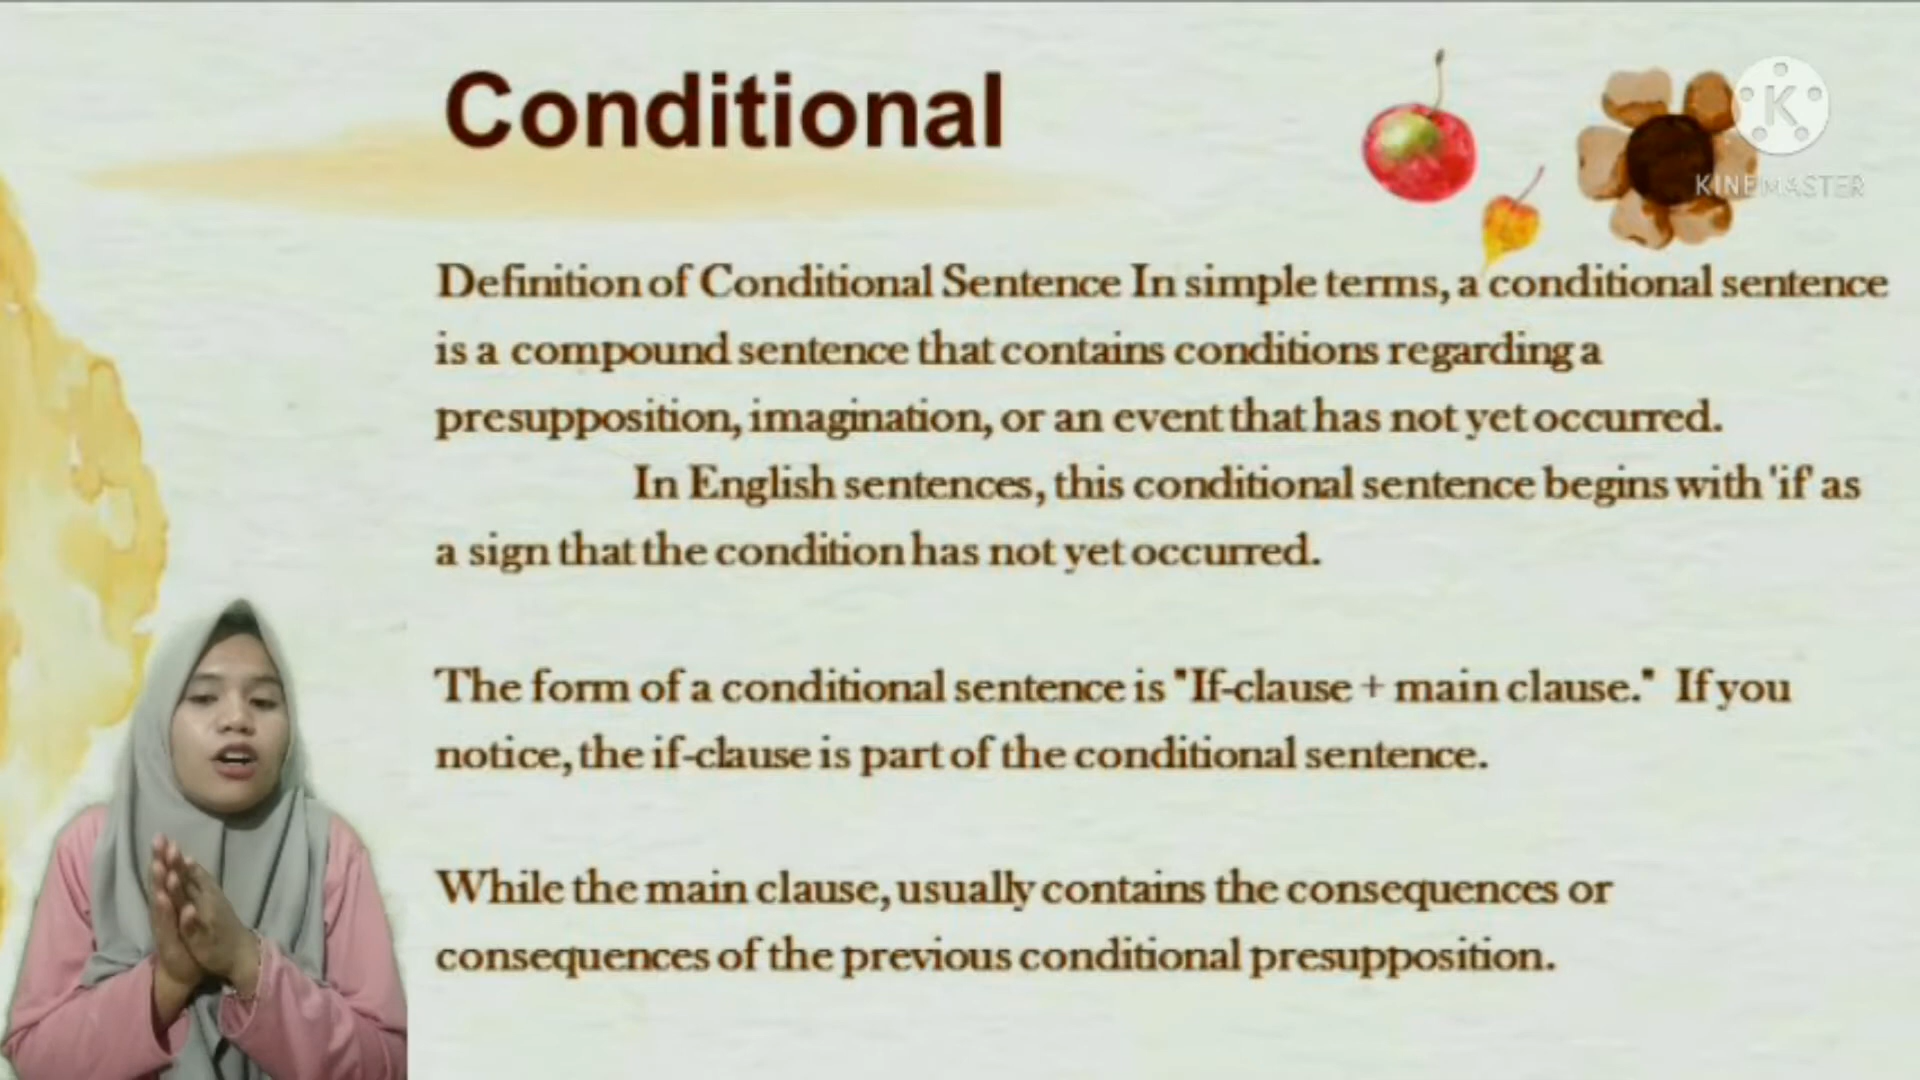 Conditional
K
KINEMASTER
Definition of Conditional Sentence In simple terms, a conditional sentence
is a compound sentence that contains conditions regarding a
presupposition, imagination, or an event that has not yet occurred.
In English sentences, this conditional sentence begins with 'if' as
a sign that the condition has not yet occurred.
The form of a conditional sentence is "If-clause + main clause." If you
notice, the if-clause is part of the conditional sentence.
While the main clause, usually contains the consequences or
consequences of the previous conditional presupposition.